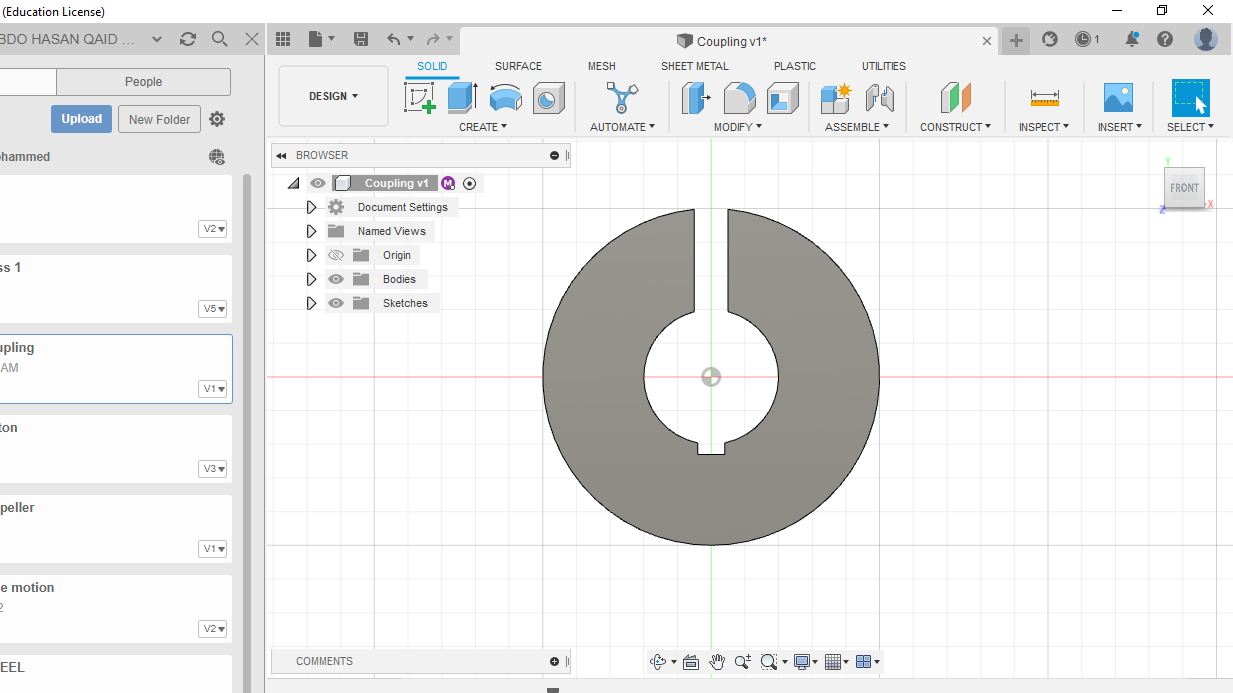 (Education License)
BDO HASAN QAID ...
Coupling v1*
1
People
Upload
New Folder
ohammed
V2
ss 1
V5
upling
AM
V1
ton
V3
peller
V1
e motion
2
V2
EEL
SOLID
SURFACE
MESH
SHEET METAL
PLASTIC
UTILITIES
DESIGN
CREATE
AUTOMATE
MODIFY
ASSEMBLE
CONSTRUCT
INSPECT
INSERT
SELECT
BROWSER
Coupling v1
M
Document Settings
Named Views
Origin
Bodies
Sketches
Y
FRONT
Z
X
COMMENTS